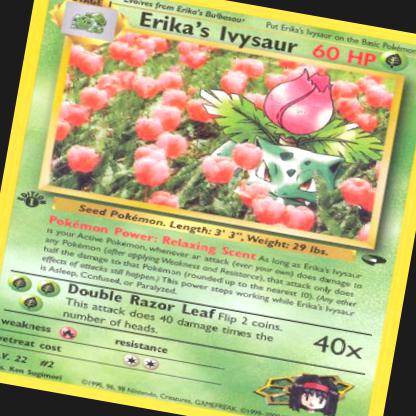 Evolves from Erika's Bulbasaur
Put Erika's Ivysaur on the Basic Pokémon
Erika's Ivysaur 60 HP
EDITION
1
Seed Pokémon. Length: 3' 3", Weight: 29 lbs.
Pokémon Power: Relaxing Scent As long as Erika's Ivysaur
is your Active Pokémon, whenever an attack (even your own) does damage to
any Pokémon (after applying Weakness and Resistance), that attack only does
half the damage to that Pokémon (rounded up to the nearest 10). (Any other
effects of attacks still happen.) This power stops working while Erika's Ivysaur
is Asleep, Confused, or Paralyzed.
Double Razor Leaf Flip 2 coins.
This attack does 40 damage times the
number of heads.
40x
weakness
resistance
retreat cost
LV. 22 #2
Ken Sugimori
©1995, 96, 98 Nintendo, Creatures, GAMEFREAK.